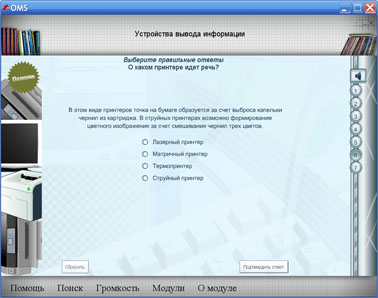 OMS
Устройства вывода информации
Выберите правильные ответы
О каком принтере идет речь?
Помощь
В этом виде принтеров точка на бумаге образуется за счет выброса капельки
чернил из картриджа. В струйных принтерах возможно формирование
цветного изображения за счет смешивания чернил трех цветов.
Лазерный принтер
Матричный принтер
Термопринтер
Струйный принтер
1
2
3
4
5
6
7
Сбросить
Подтвердить ответ
Помощь Поиск Громкость Модули О модуле